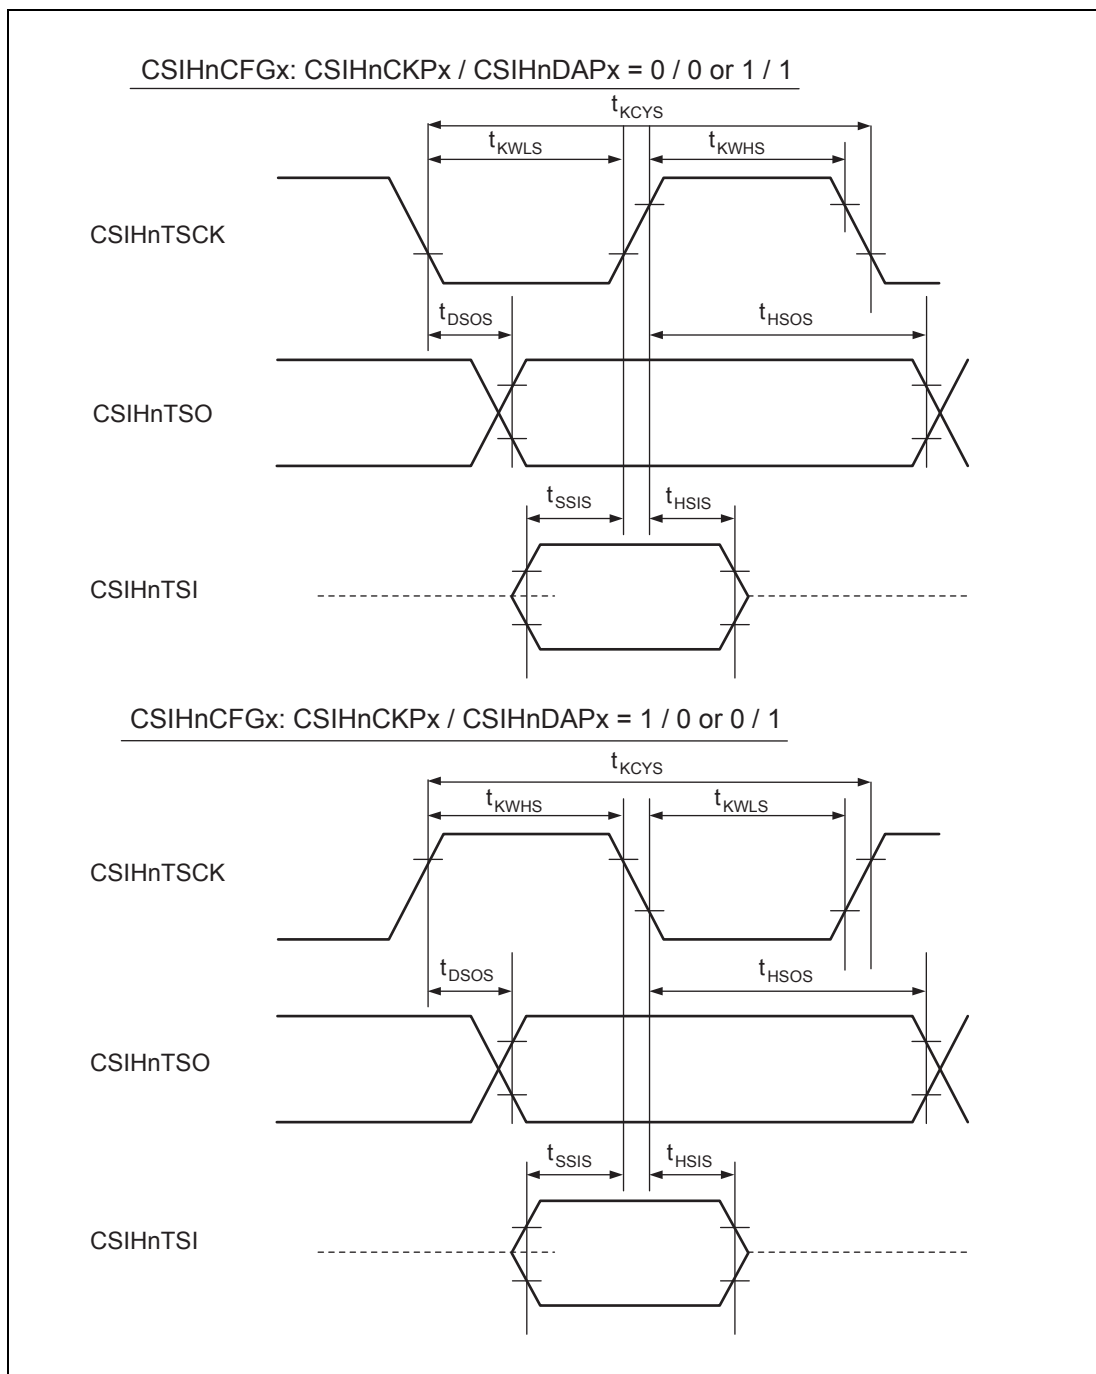 CSIHnCFGx: CSIHnCKPx / CSIHnDAPx = 0 / 0 or 1 / 1
tKCYS
tKWLS
tKWHS
CSIHnTSCK
tDSOS
tHSOS
CSIHnTSO
tSSIS
tHSIS
CSIHnTSI
CSIHnCFGx: CSIHnCKPx / CSIHnDAPx = 1 / 0 or 0 / 1
tKCYS
tKWHS
tKWLS
CSIHnTSCK
tDSOS
tHSOS
CSIHnTSO
tSSIS
tHSIS
CSIHnTSI